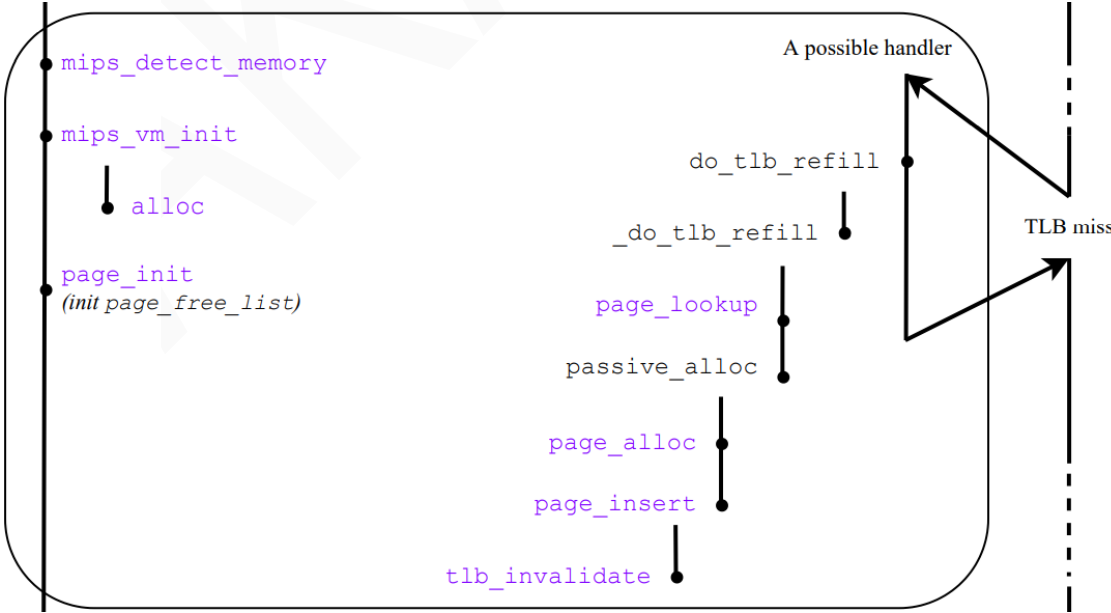 mips_detect_memory
mips_vm_init
alloc
page_init
(init page_free_list)
A possible handler
do_tlb_refill
_do_tlb_refill
page_lookup
passive_alloc
page_alloc
page_insert
tlb_invalidate
TLB miss